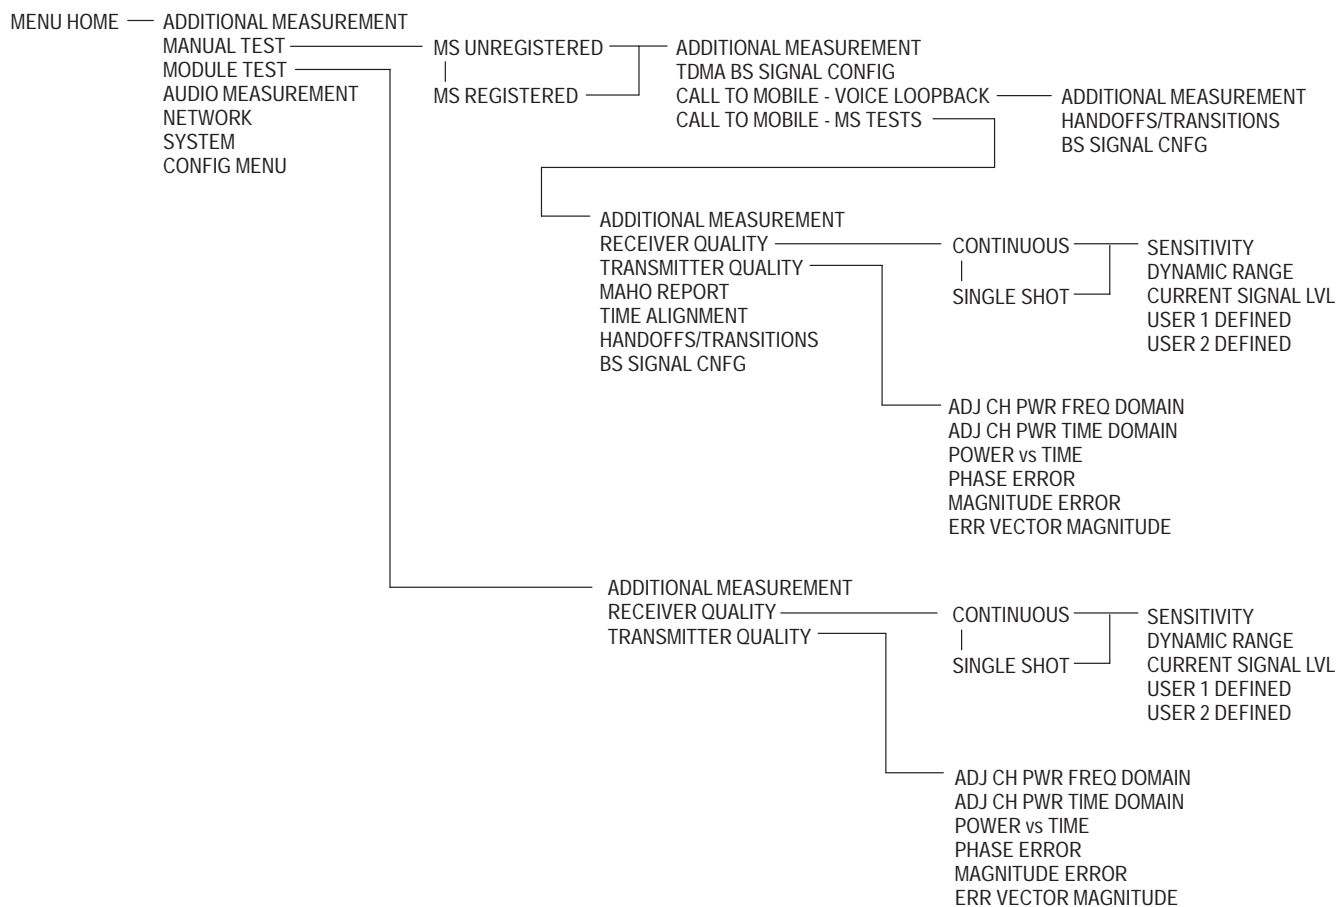 MENU HOME
ADDITIONAL MEASUREMENT
MANUAL TEST
MODULE TEST
AUDIO MEASUREMENT
NETWORK
SYSTEM
CONFIG MENU
MS UNREGISTERED
MS REGISTERED
ADDITIONAL MEASUREMENT
TDMA BS SIGNAL CONFIG
CALL TO MOBILE - VOICE LOOPBACK
CALL TO MOBILE - MS TESTS
ADDITIONAL MEASUREMENT
HANDOFFS/TRANSITIONS
BS SIGNAL CNFG
ADDITIONAL MEASUREMENT
RECEIVER QUALITY
TRANSMITTER QUALITY
MAHO REPORT
TIME ALIGNMENT
HANDOFFS/TRANSITIONS
BS SIGNAL CNFG
CONTINUOUS
SINGLE SHOT
SENSITIVITY
DYNAMIC RANGE
CURRENT SIGNAL LVL
USER 1 DEFINED
USER 2 DEFINED
ADJ CH PWR FREQ DOMAIN
ADJ CH PWR TIME DOMAIN
POWER vs TIME
PHASE ERROR
MAGNITUDE ERROR
ERR VECTOR MAGNITUDE
ADDITIONAL MEASUREMENT
RECEIVER QUALITY
TRANSMITTER QUALITY
CONTINUOUS
SINGLE SHOT
SENSITIVITY
DYNAMIC RANGE
CURRENT SIGNAL LVL
USER 1 DEFINED
USER 2 DEFINED
ADJ CH PWR FREQ DOMAIN
ADJ CH PWR TIME DOMAIN
POWER vs TIME
PHASE ERROR
MAGNITUDE ERROR
ERR VECTOR MAGNITUDE